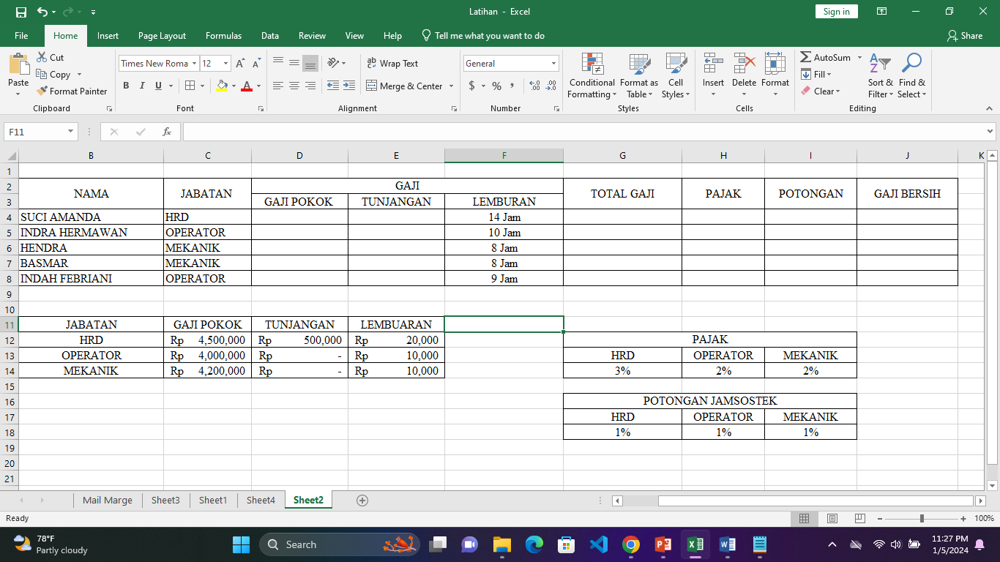 Latihan - Excel
Sign in
File Home Insert Page Layout Formulas Data Review View Help Tell me what you want to do Share
Paste Cut Copy Format Painter Clipboard
Times New Roma 12 A A B I U A Font
ab Wrap Text Merge & Center Alignment
General $ % , .00 .0 Number
Conditional Formatting Format as Table Cell Styles Styles
Insert Delete Format Cells
AutoSum Fill Clear Sort & Filter Find & Select Editing
F11 fx
B C D E F G H I J K
1
2 NAMA JABATAN GAJI TOTAL GAJI PAJAK POTONGAN GAJI BERSIH
3 GAJI POKOK TUNJANGAN LEMBURAN
4 SUCI AMANDA HRD 14 Jam
5 INDRA HERMAWAN OPERATOR 10 Jam
6 HENDRA MEKANIK 8 Jam
7 BASMAR MEKANIK 8 Jam
8 INDAH FEBRIANI OPERATOR 9 Jam
9
10
11 JABATAN GAJI POKOK TUNJANGAN LEMBUARAN
12 HRD Rp 4,500,000 Rp 500,000 Rp 20,000 PAJAK
13 OPERATOR Rp 4,000,000 Rp - Rp 10,000 HRD OPERATOR MEKANIK
14 MEKANIK Rp 4,200,000 Rp - Rp 10,000 3% 2% 2%
15
16 POTONGAN JAMSOSTEK
17 HRD OPERATOR MEKANIK
18 1% 1% 1%
19
20
21
Mail Marge Sheet3 Sheet1 Sheet4 Sheet2
Ready 100%
78°F
Partly cloudy
Search
11:27 PM
1/5/2024